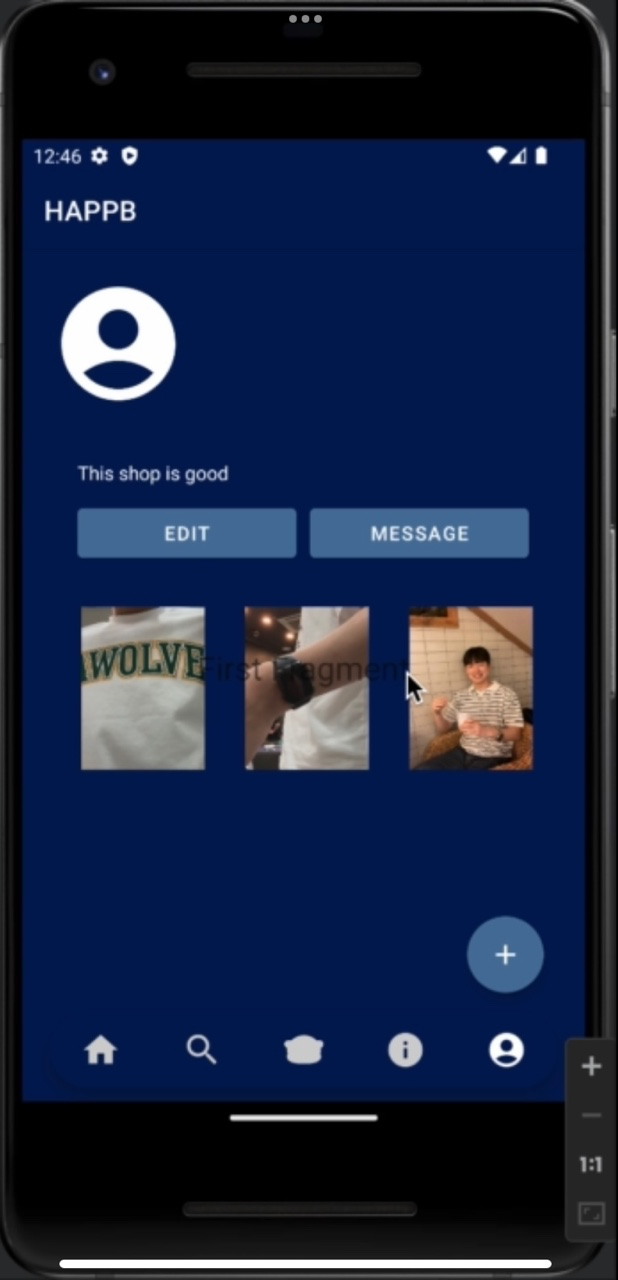 12:46
HAPPB
This shop is good
EDIT MESSAGE
WOLVE
First Fragment
1:1